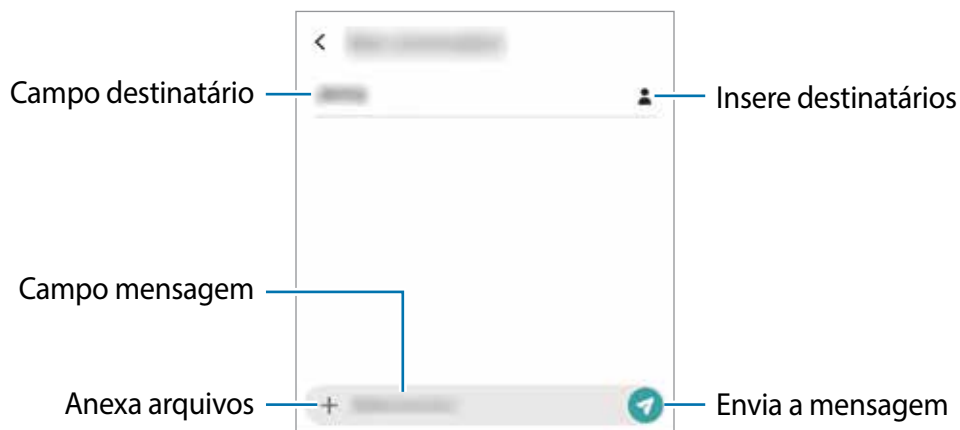 Campo destinatário
Insere destinatários
Campo mensagem
Anexa arquivos
Envia a mensagem